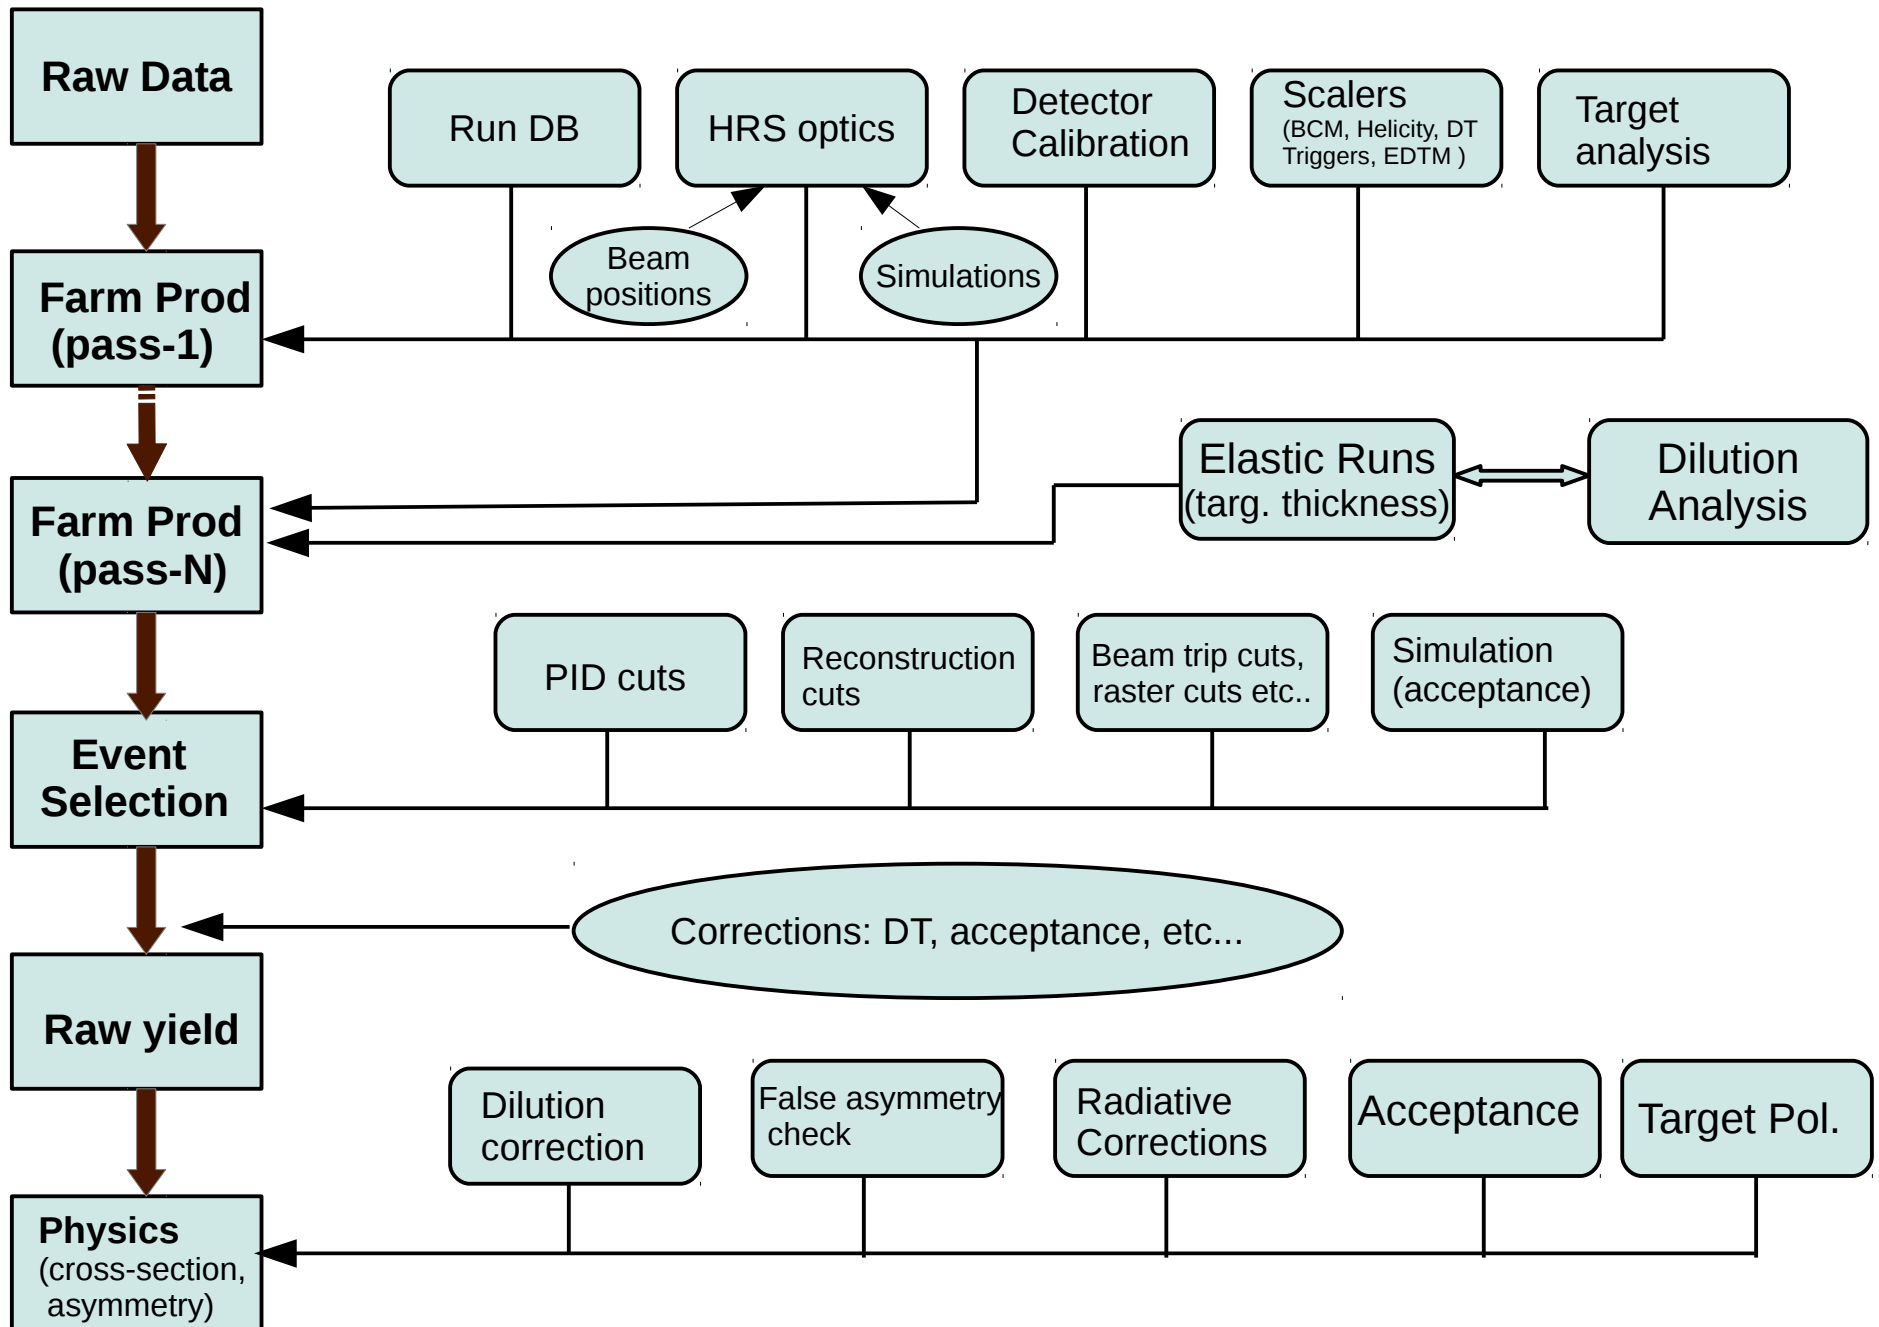 Raw Data
Run DB
HRS optics
Detector
Calibration
Scalers
(BCM, Helicity, DT
Triggers, EDTM )
Target
analysis
Beam
positions
Simulations
Farm Prod
(pass-1)
Elastic Runs
(targ. thickness)
Dilution
Analysis
Farm Prod
(pass-N)
PID cuts
Reconstruction
cuts
Beam trip cuts,
raster cuts etc..
Simulation
(acceptance)
Event
Selection
Corrections: DT, acceptance, etc...
Raw yield
Dilution
correction
False asymmetry
check
Radiative
Corrections
Acceptance
Target Pol.
Physics
(cross-section,
asymmetry)